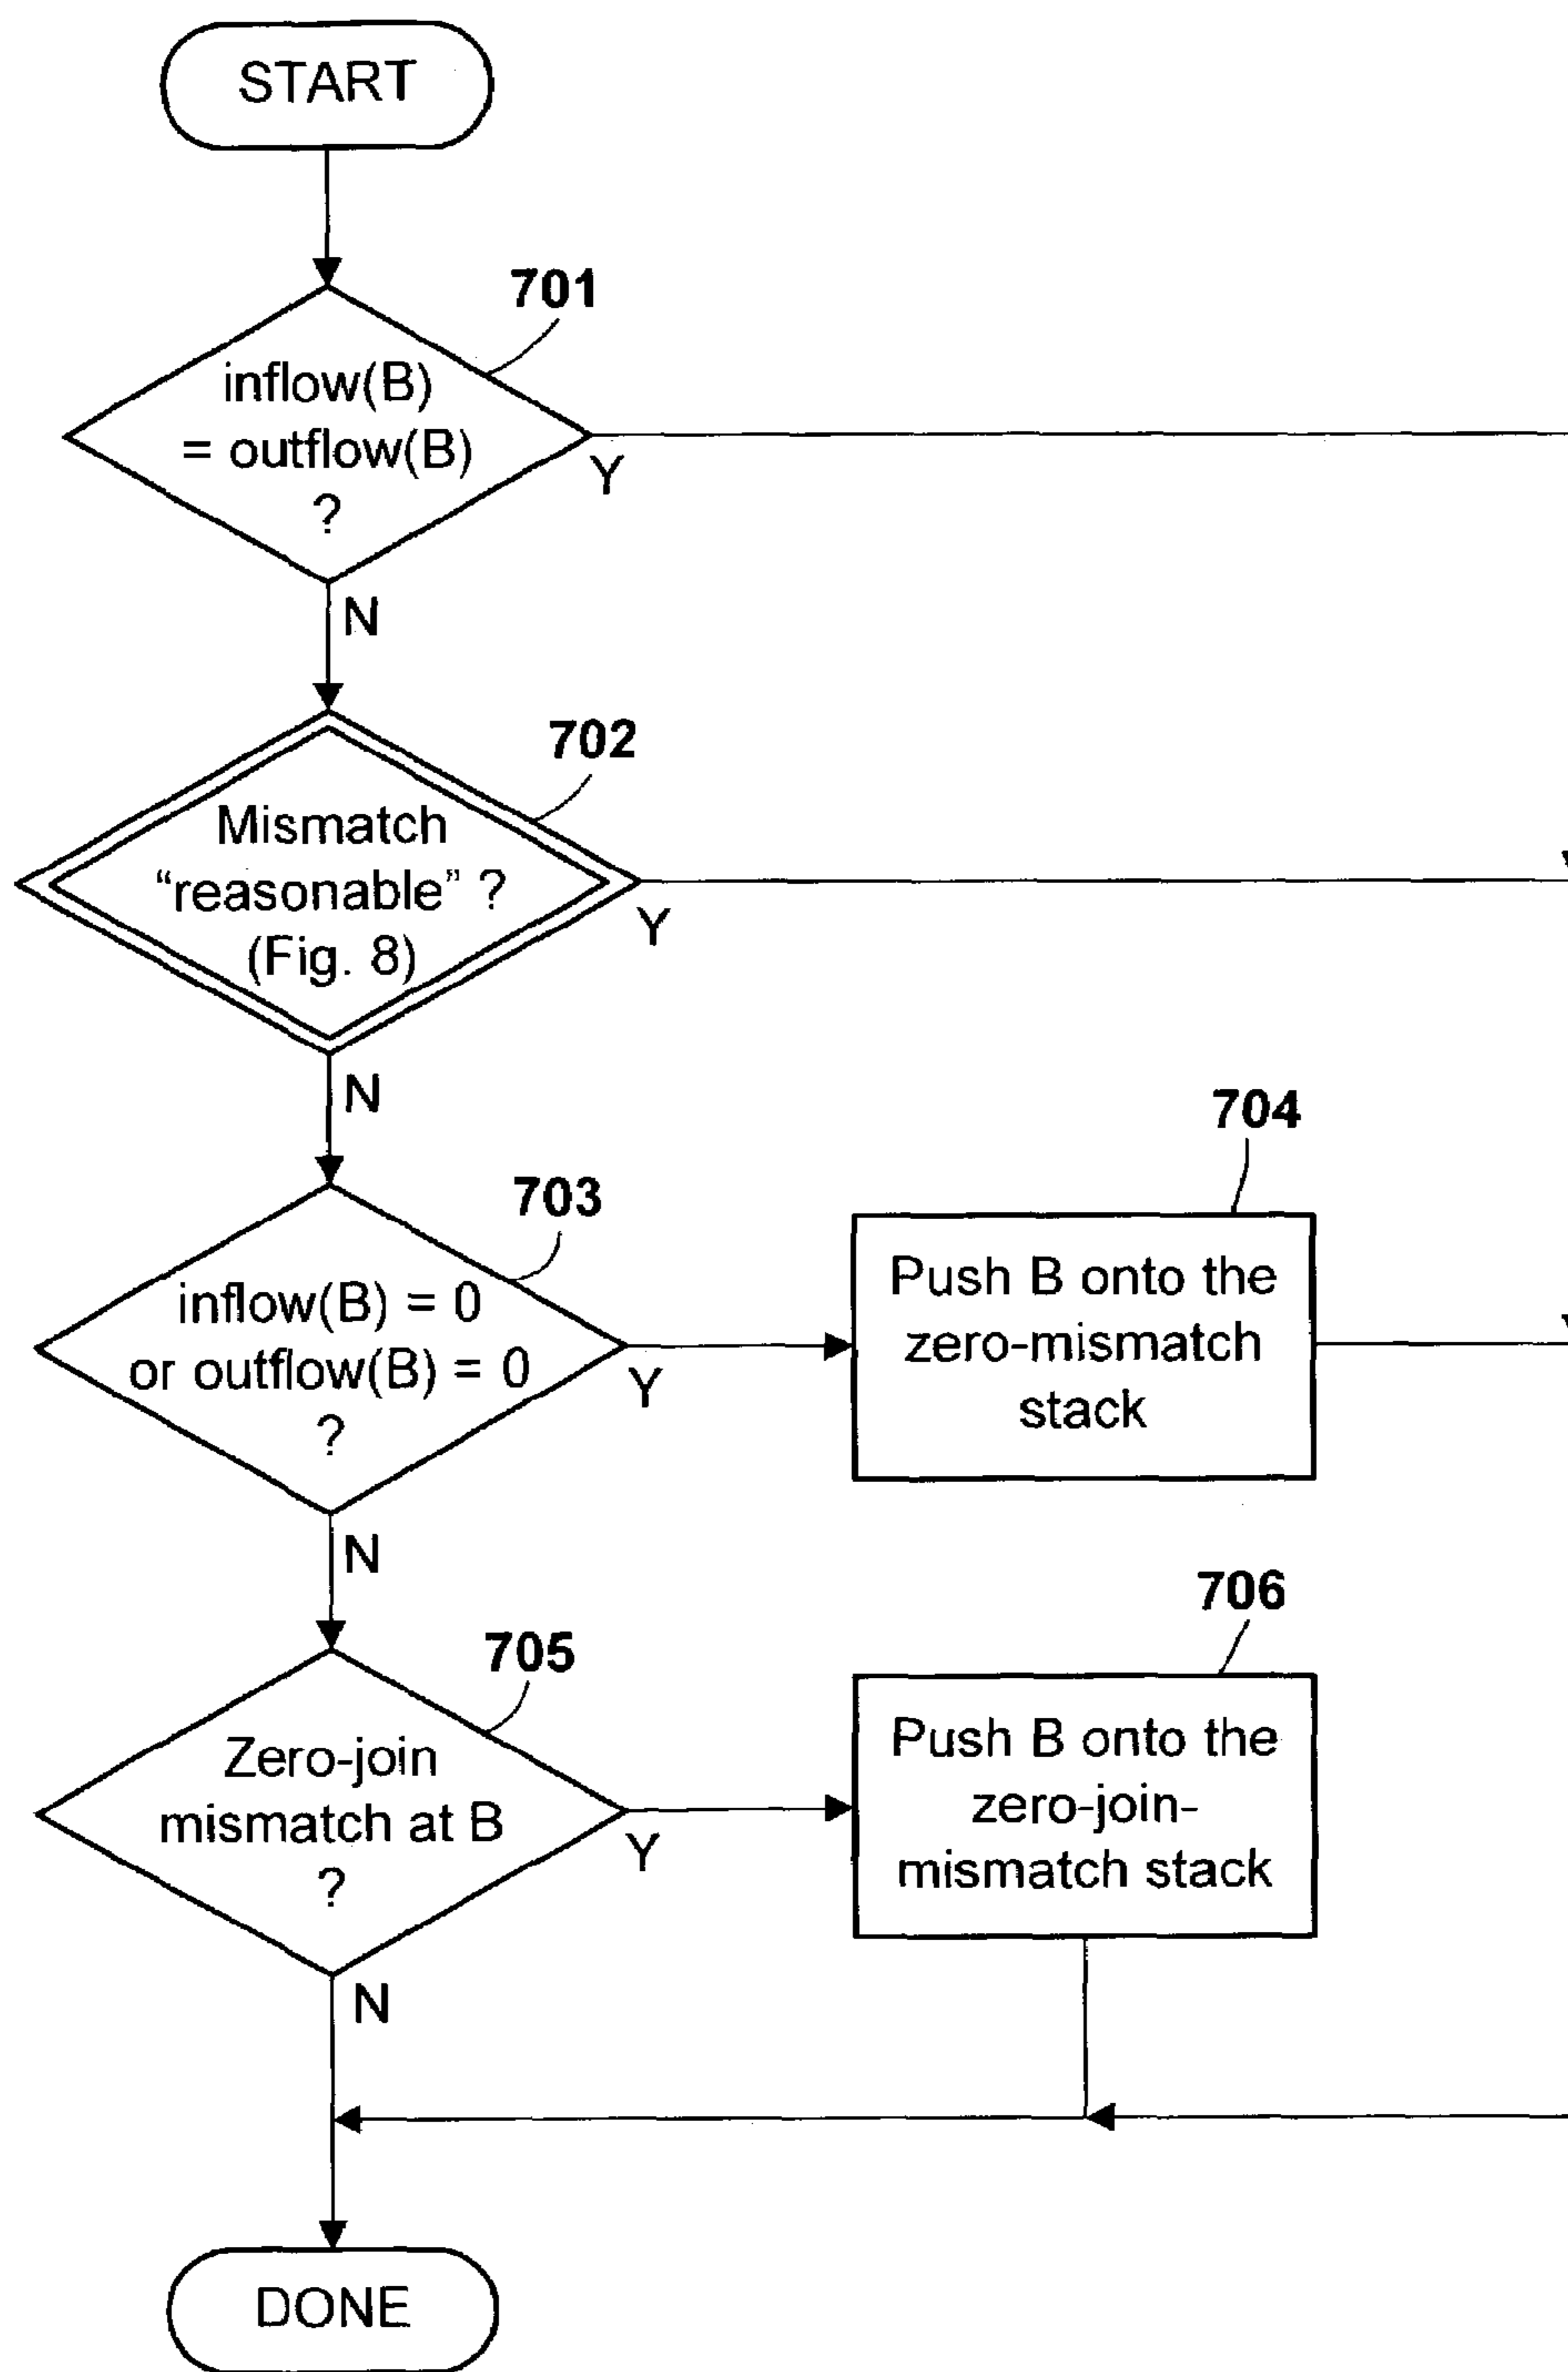 START
701
inflow(B)
= outflow(B)
?
Y
N
702
Mismatch
“reasonable” ?
(Fig. 8)
Y
N
703
inflow(B) = 0
or outflow(B) = 0
?
Y
704
Push B onto the
zero-mismatch
stack
N
705
Zero-join
mismatch at B
?
Y
706
Push B onto the
zero-join-
mismatch stack
N
DONE